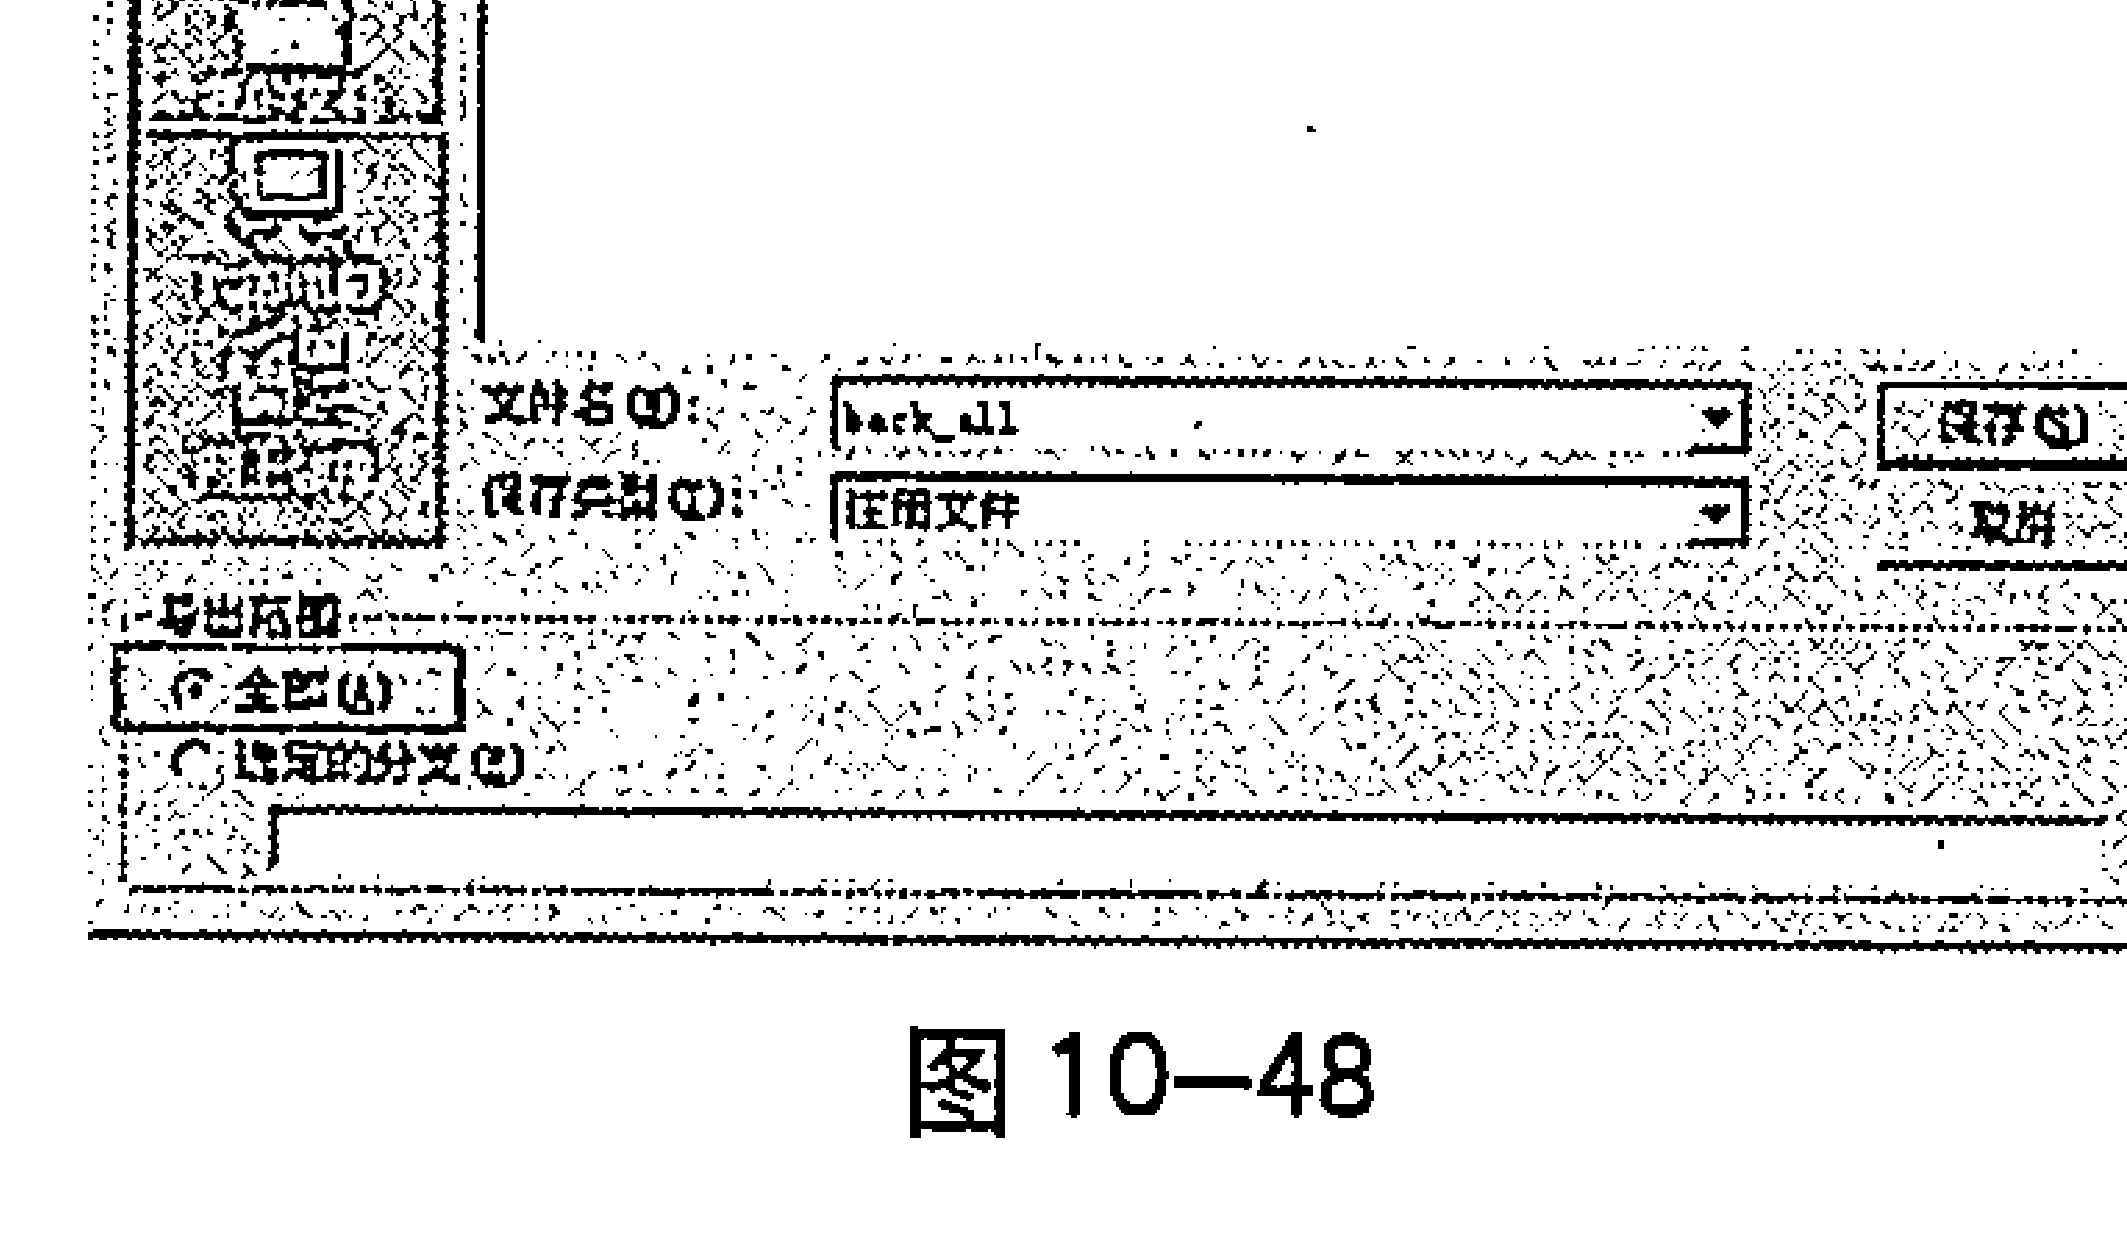 文件名(N):
back_all
保存(S)
保存类型(T):
注册文件
取消
导出范围
全部(A)
选定的分支(E)
图 10-48